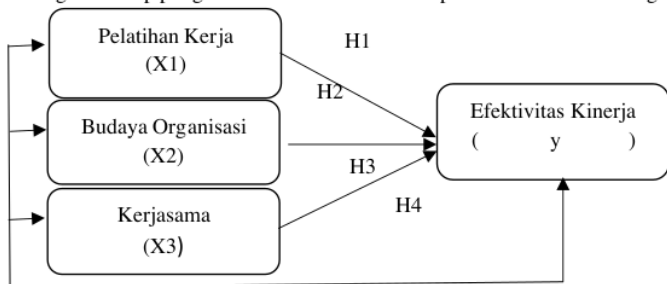 Pelatihan Kerja
(X1)
H1
H2
Budaya Organisasi
(X2)
Efektivitas Kinerja
( y )
H3
Kerjasama
(X3)
H4